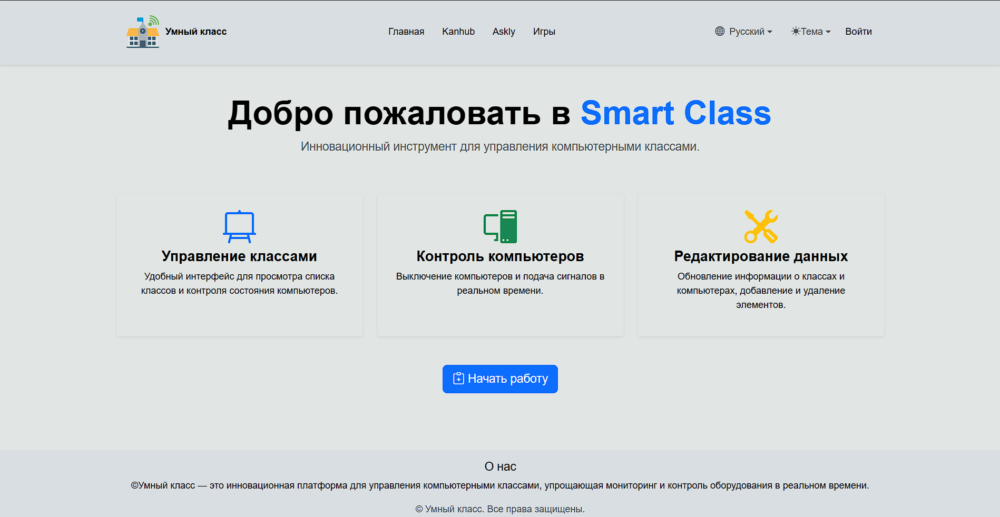 Умный класс
Главная
Kanhub
Askly
Игры
Русский
Тема
Войти
Добро пожаловать в Smart Class
Инновационный инструмент для управления компьютерными классами.
Управление классами
Удобный интерфейс для просмотра списка
классов и контроля состояния компьютеров.
Контроль компьютеров
Выключение компьютеров и подача сигналов в
реальном времени.
Редактирование данных
Обновление информации о классах и
компьютерах, добавление и удаление
элементов.
Начать работу
О нас
©Умный класс — это инновационная платформа для управления компьютерными классами, упрощающая мониторинг и контроль оборудования в реальном времени.
© Умный класс. Все права защищены.